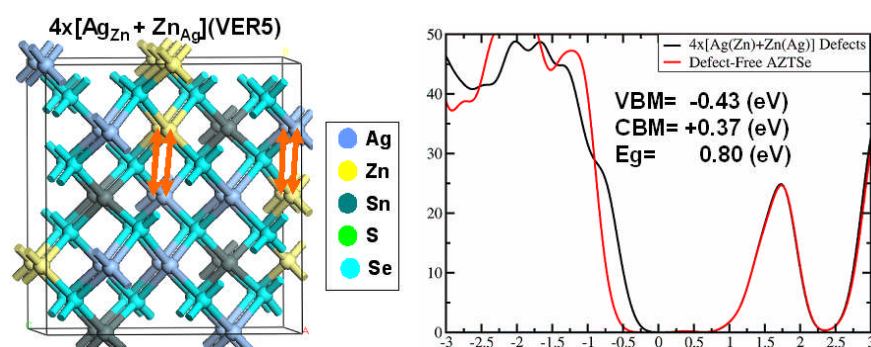 4x[AgZn + ZnAg](VER5)
Ag
Zn
Sn
S
Se
A
4x[Ag(Zn)+Zn(Ag)] Defects
Defect-Free AZTSe
VBM= -0.43 (eV)
CBM= +0.37 (eV)
Eg= 0.80 (eV)
50
40
30
20
10
0
-3 -2.5 -2 -1.5 -1 -0.5 0 0.5 1 1.5 2 2.5 3